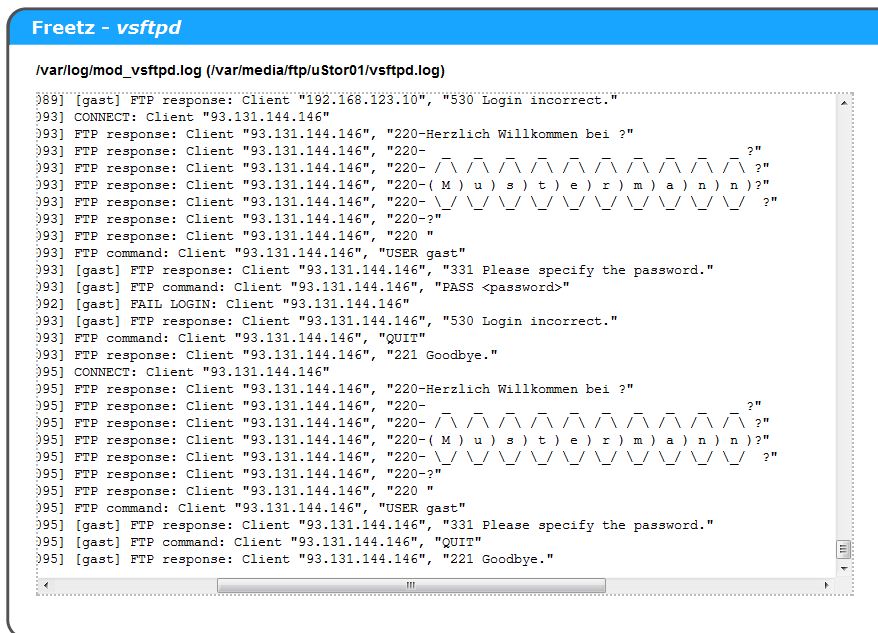 Freetz - vsftpd
/var/log/mod_vsftpd.log (/var/media/ftp/uStor01/vsftpd.log)
089] [gast] FTP response: Client "192.168.123.10", "530 Login incorrect."
093] CONNECT: Client "93.131.144.146"
093] FTP response: Client "93.131.144.146", "220-Herzlich Willkommen bei ?"
093] FTP response: Client "93.131.144.146", "220-   _   _   _   _   _   _   _   _   _   _ ?"
093] FTP response: Client "93.131.144.146", "220- / \ / \ / \ / \ / \ / \ / \ / \ / \ / \ ?"
093] FTP response: Client "93.131.144.146", "220-( M ) u ) s ) t ) e ) r ) m ) a ) n ) n )?"
093] FTP response: Client "93.131.144.146", "220- \_/ \_/ \_/ \_/ \_/ \_/ \_/ \_/ \_/ \_/  ?"
093] FTP response: Client "93.131.144.146", "220-?"
093] FTP response: Client "93.131.144.146", "220 "
093] FTP command: Client "93.131.144.146", "USER gast"
093] [gast] FTP response: Client "93.131.144.146", "331 Please specify the password."
093] [gast] FTP command: Client "93.131.144.146", "PASS <password>"
092] [gast] FAIL LOGIN: Client "93.131.144.146"
093] [gast] FTP response: Client "93.131.144.146", "530 Login incorrect."
093] FTP command: Client "93.131.144.146", "QUIT"
093] FTP response: Client "93.131.144.146", "221 Goodbye."
095] CONNECT: Client "93.131.144.146"
095] FTP response: Client "93.131.144.146", "220-Herzlich Willkommen bei ?"
095] FTP response: Client "93.131.144.146", "220-   _   _   _   _   _   _   _   _   _   _ ?"
095] FTP response: Client "93.131.144.146", "220- / \ / \ / \ / \ / \ / \ / \ / \ / \ / \ ?"
095] FTP response: Client "93.131.144.146", "220-( M ) u ) s ) t ) e ) r ) m ) a ) n ) n )?"
095] FTP response: Client "93.131.144.146", "220- \_/ \_/ \_/ \_/ \_/ \_/ \_/ \_/ \_/ \_/  ?"
095] FTP response: Client "93.131.144.146", "220-?"
095] FTP response: Client "93.131.144.146", "220 "
095] FTP command: Client "93.131.144.146", "USER gast"
095] [gast] FTP response: Client "93.131.144.146", "331 Please specify the password."
095] [gast] FTP command: Client "93.131.144.146", "QUIT"
095] [gast] FTP response: Client "93.131.144.146", "221 Goodbye."